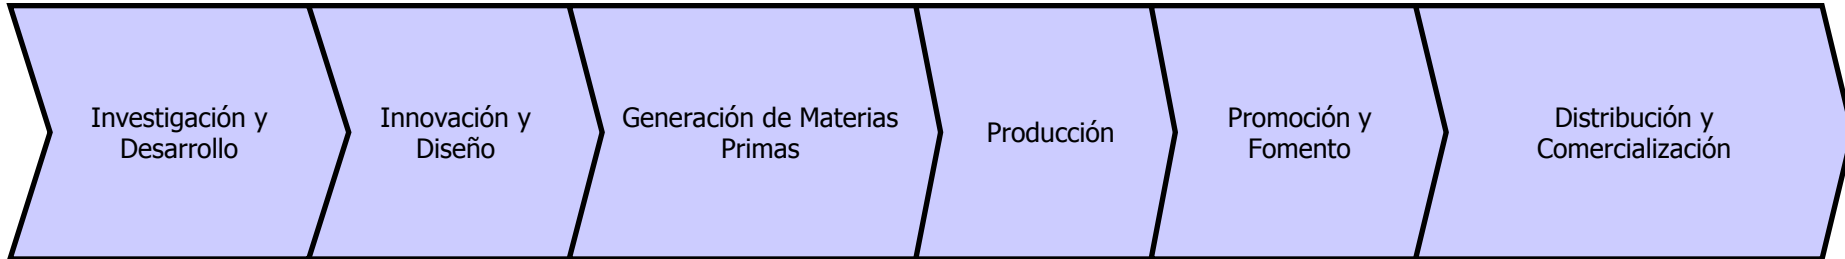 Investigación y
Desarrollo
Innovación y
Diseño
Generación de Materias
Primas
Producción
Promoción y
Fomento
Distribución y
Comercialización